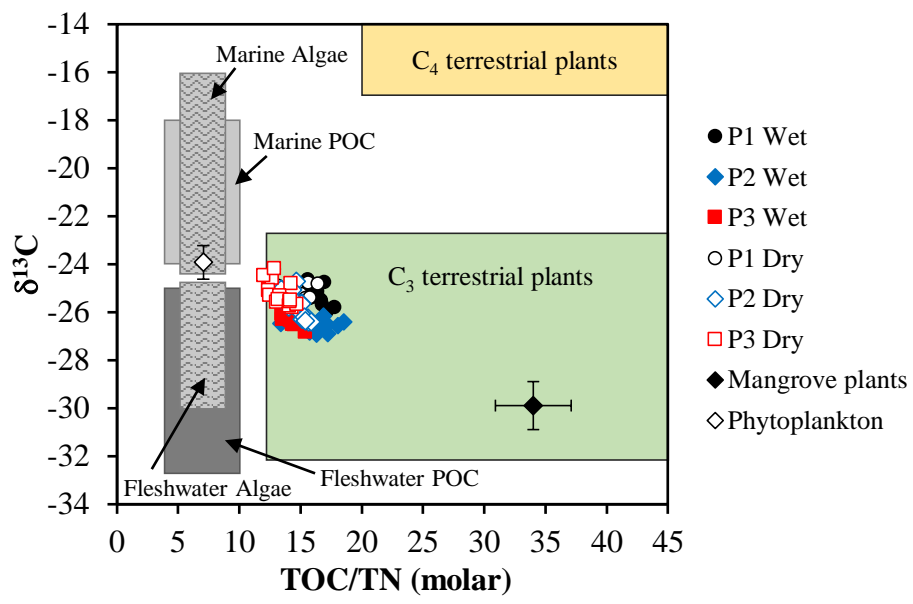 -14
-16
-18
-20
-22
-24
-26
-28
-30
-32
-34
δ¹³C
0 5 10 15 20 25 30 35 40 45
TOC/TN (molar)
Marine Algae
Marine POC
C₄ terrestrial plants
C₃ terrestrial plants
Fleshwater POC
Fleshwater Algae
P1 Wet
P2 Wet
P3 Wet
P1 Dry
P2 Dry
P3 Dry
Mangrove plants
Phytoplankton